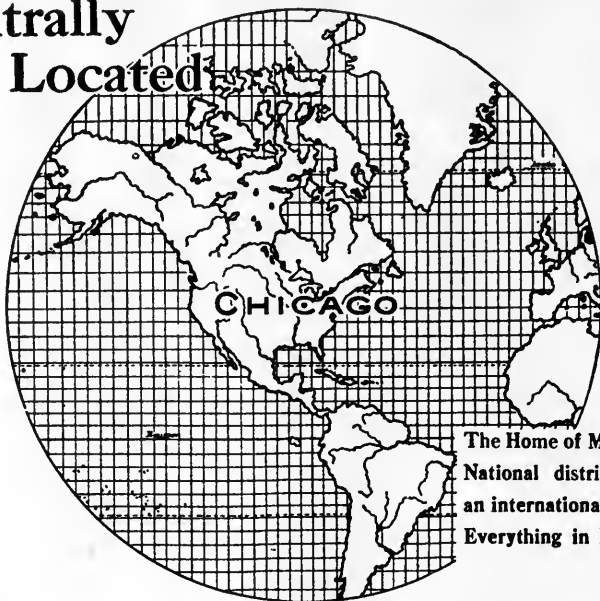 trally
Located
CHICAGO
The Home of M
National distri
an international
Everything in